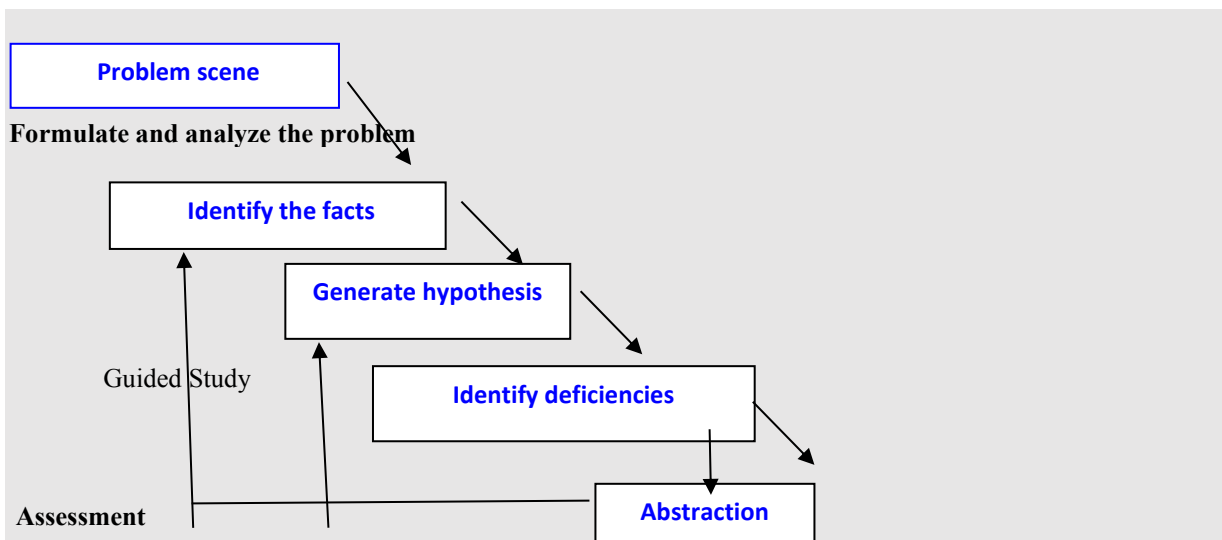 Problem scene
Formulate and analyze the problem
Identify the facts
Generate hypothesis
Guided Study
Identify deficiencies
Abstraction
Assessment